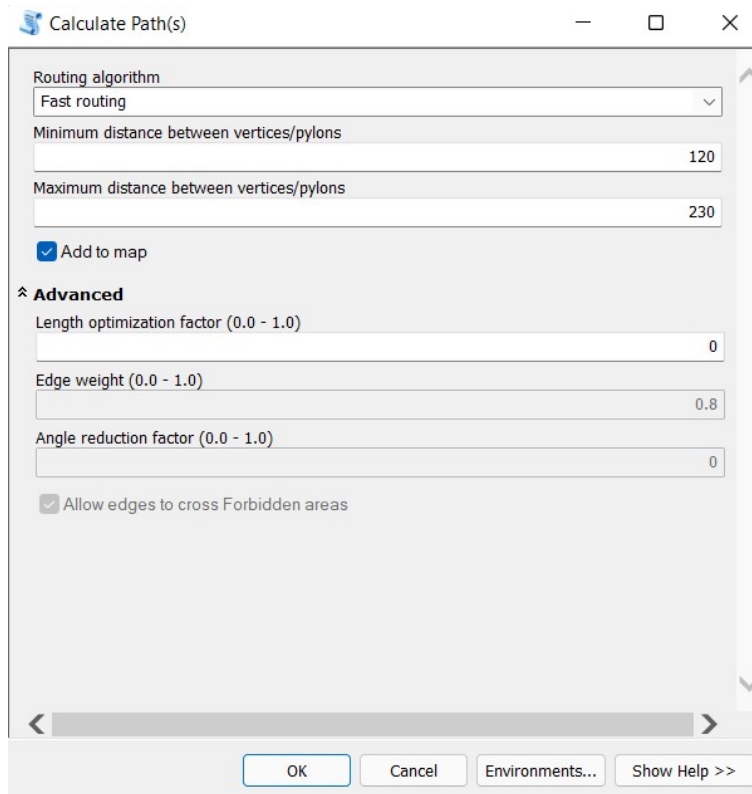 Calculate Path(s)
Routing algorithm
Fast routing
Minimum distance between vertices/pylons
120
Maximum distance between vertices/pylons
230
Add to map
Advanced
Length optimization factor (0.0 - 1.0)
0
Edge weight (0.0 - 1.0)
0.8
Angle reduction factor (0.0 - 1.0)
0
Allow edges to cross Forbidden areas
OK Cancel Environments... Show Help >>